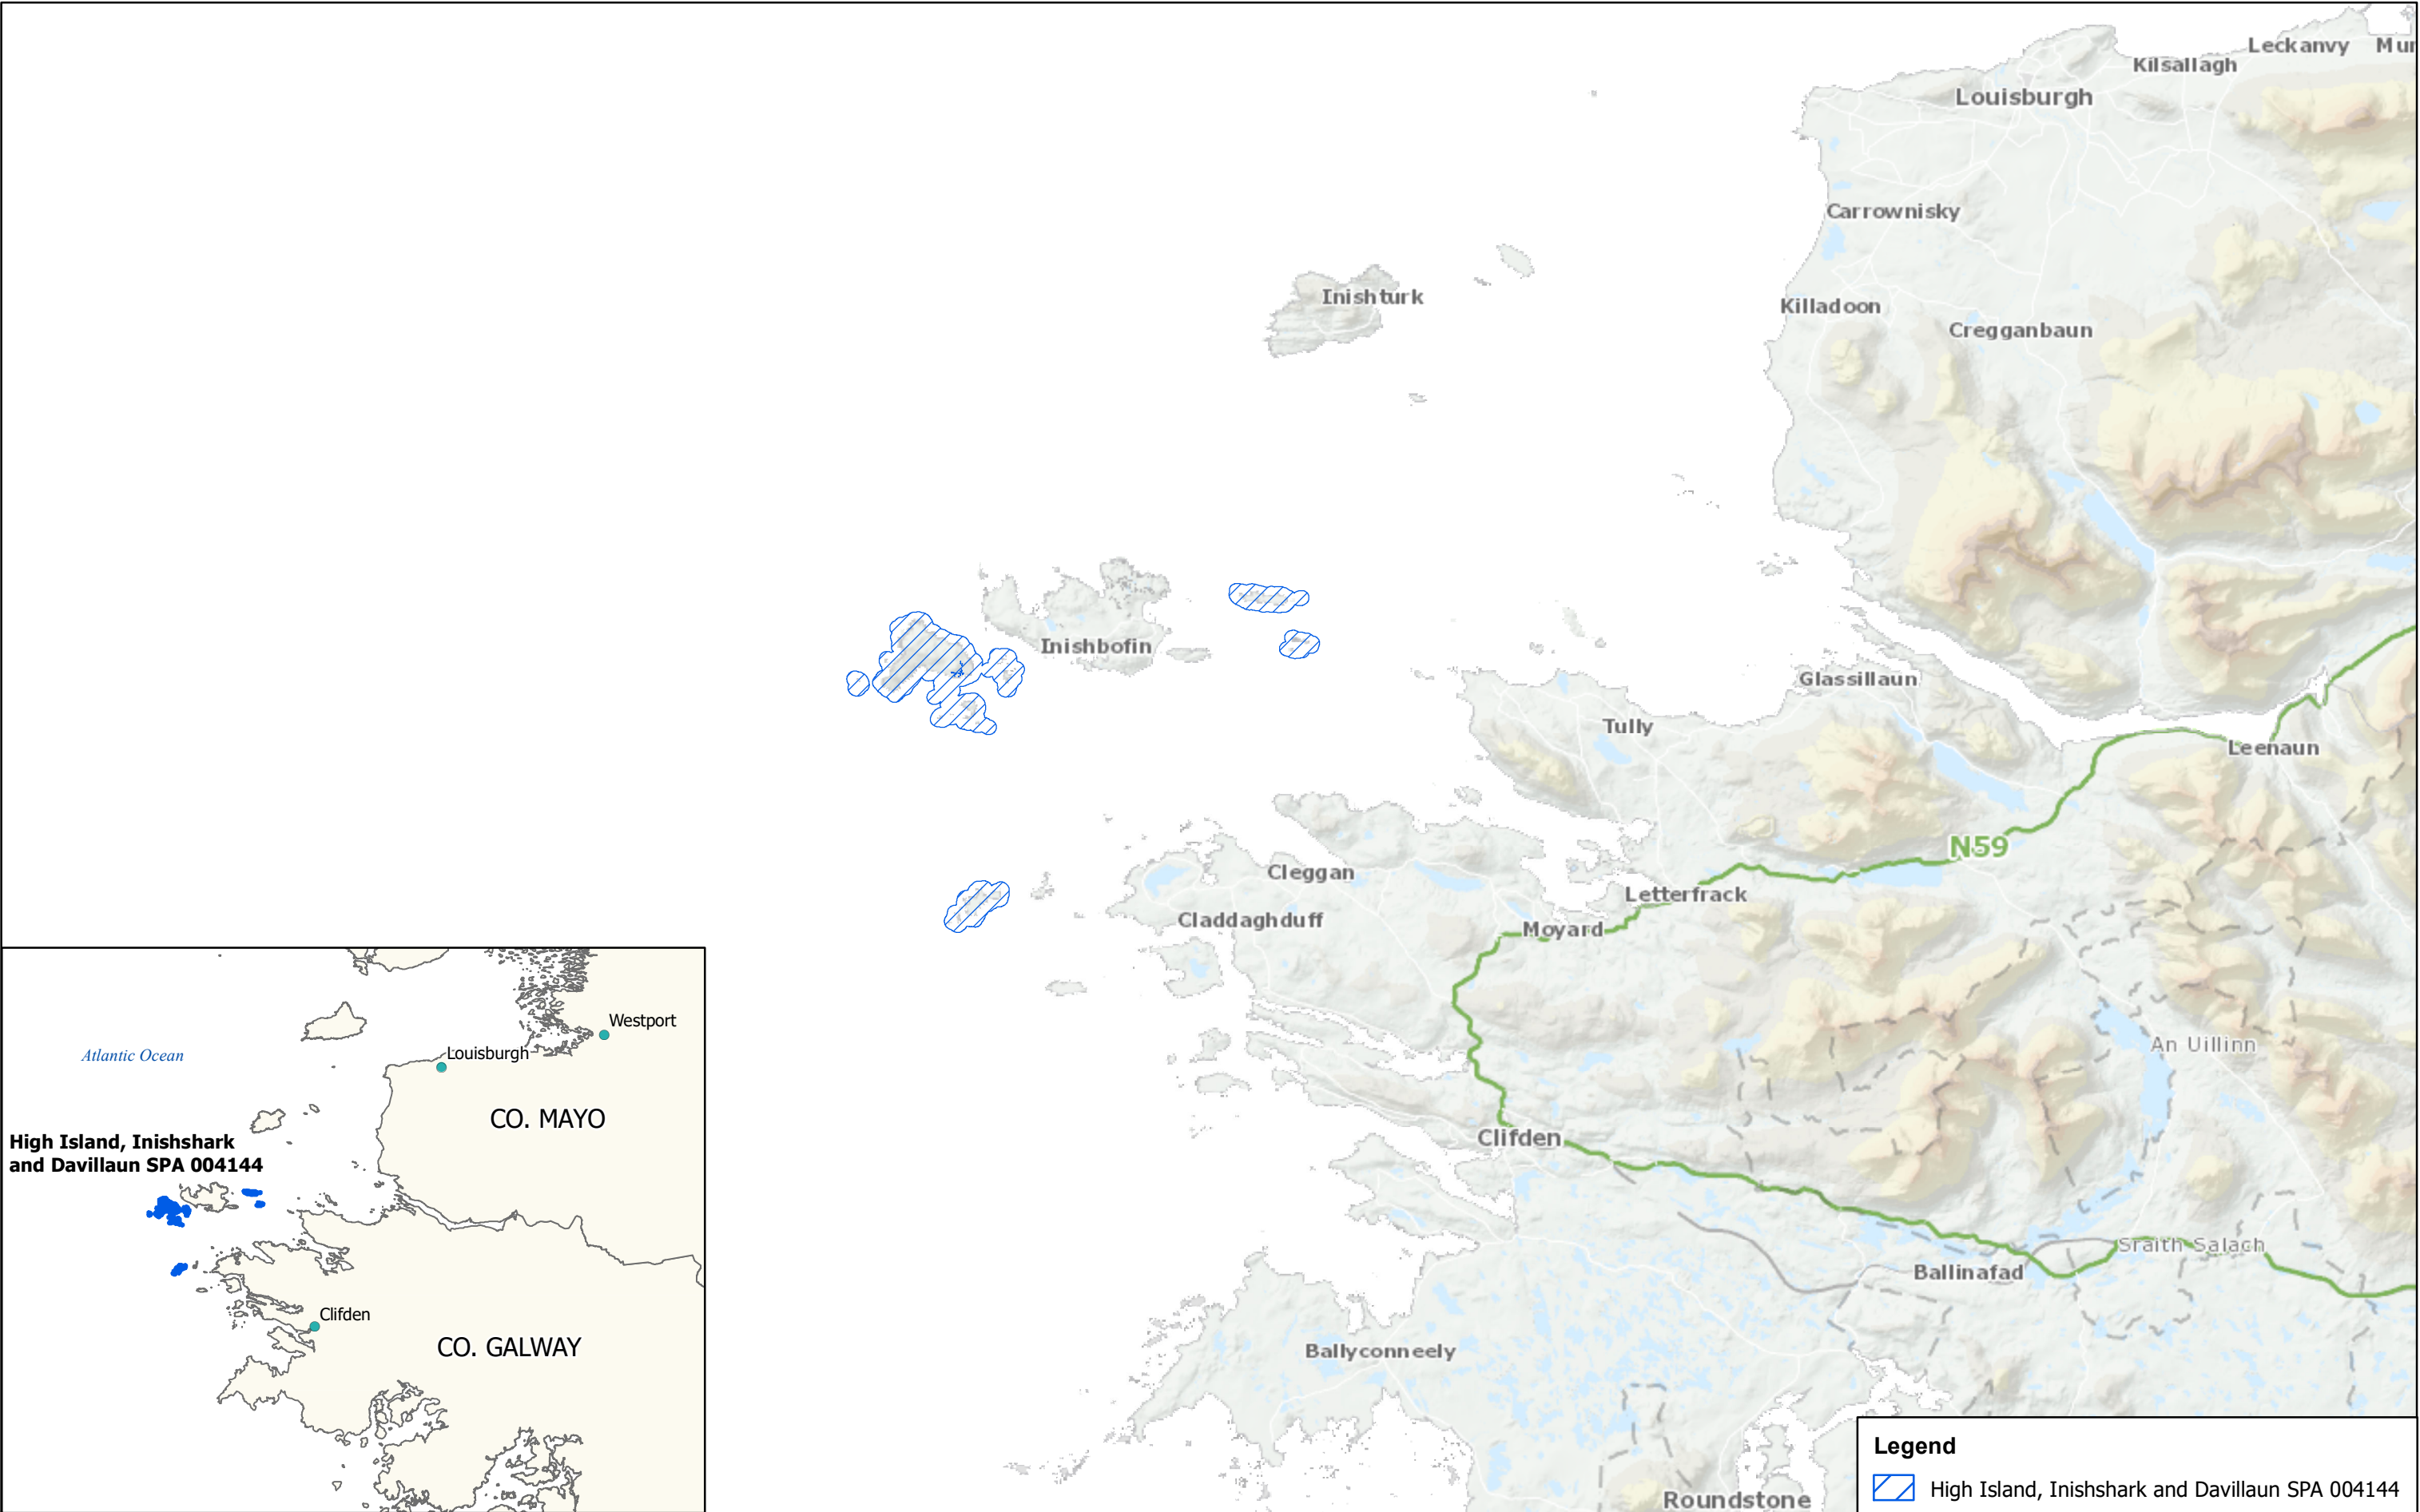 Leckanvy
Mur
Kilsallagh
Louisburgh
Carrownisky
Inishturk
Killadoon
Cregganbaun
Inishbofin
Glassillaun
Tully
Leenaun
N59
Cleggan
Letterfrack
Claddaghduff
Moyard
An Uillinn
Clifden
Sraith Salach
Ballinafad
Ballyconneely
Roundstone
Westport
Louisburgh
Atlantic Ocean
CO. MAYO
High Island, Inishshark
and Davillaun SPA 004144
Clifden
CO. GALWAY
Legend
High Island, Inishshark and Davillaun SPA 004144